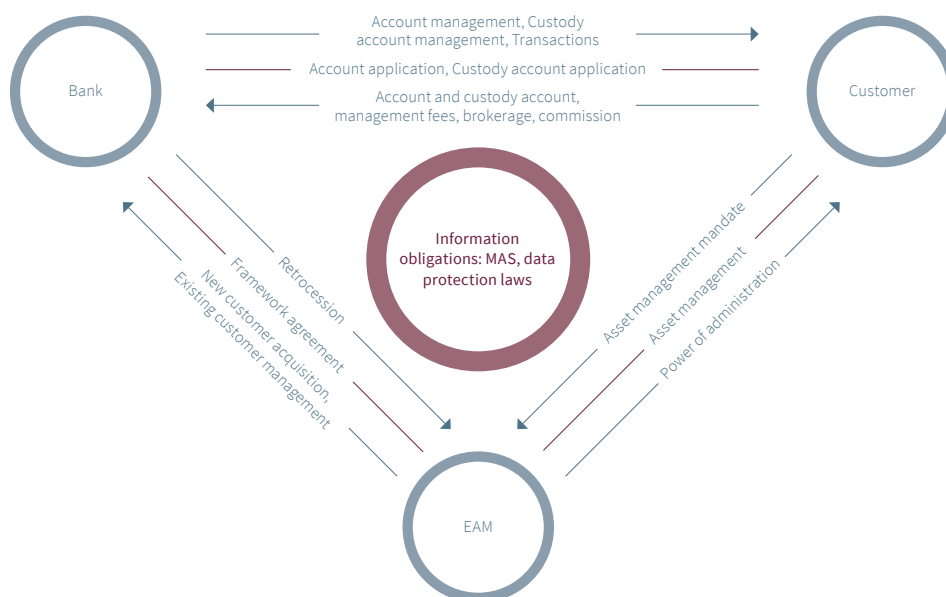 Account management, Custody
account management, Transactions
Bank
Account application, Custody account application
Customer
Account and custody account,
management fees, brokerage, commission
Information
obligations: MAS, data
protection laws
Retrocession
Framework agreement
New customer acquisition,
Existing customer management
Asset management mandate
Asset management
Power of administration
EAM